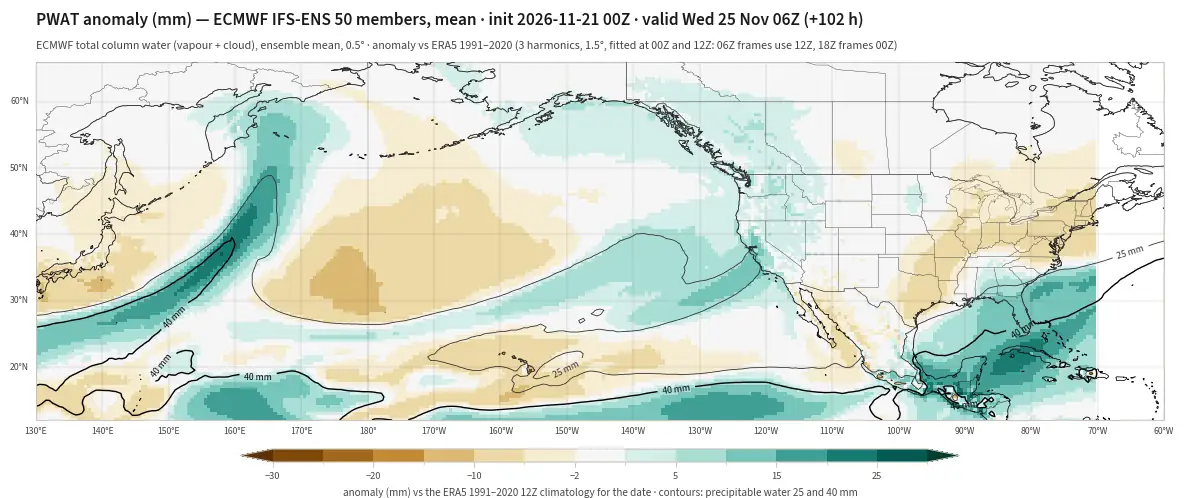 PWAT anomaly (mm) — ECMWF IFS-ENS 50 members, mean · init 2026-11-21 00Z · valid Wed 25 Nov 06Z (+102 h)
ECMWF total column water (vapour + cloud), ensemble mean, 0.5° · anomaly vs ERA5 1991–2020 (3 harmonics, 1.5°, fitted at 00Z and 12Z: 06Z frames use 12Z, 18Z frames 00Z)
60°N
50°N
40°N
30°N
20°N
25 mm
40 mm
40 mm
40 mm
40 mm
25 mm
40 mm
40 mm
130°E 140°E 150°E 160°E 170°E 180° 170°W 160°W 150°W 140°W 130°W 120°W 110°W 100°W 90°W 80°W 70°W 60°W
−30 −20 −10 −2 5 15 25
anomaly (mm) vs the ERA5 1991–2020 12Z climatology for the date · contours: precipitable water 25 and 40 mm